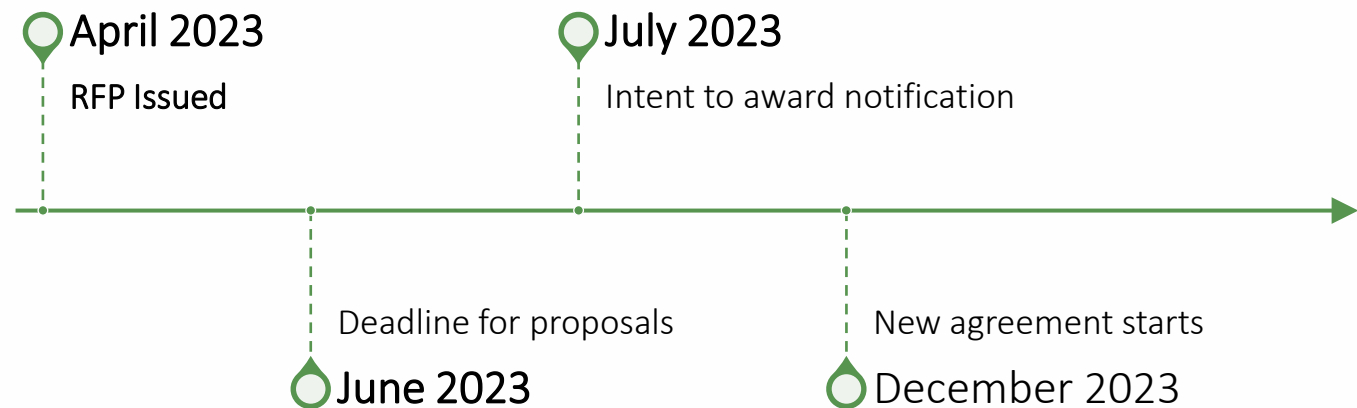 April 2023
RFP Issued
July 2023
Intent to award notification
Deadline for proposals
June 2023
New agreement starts
December 2023